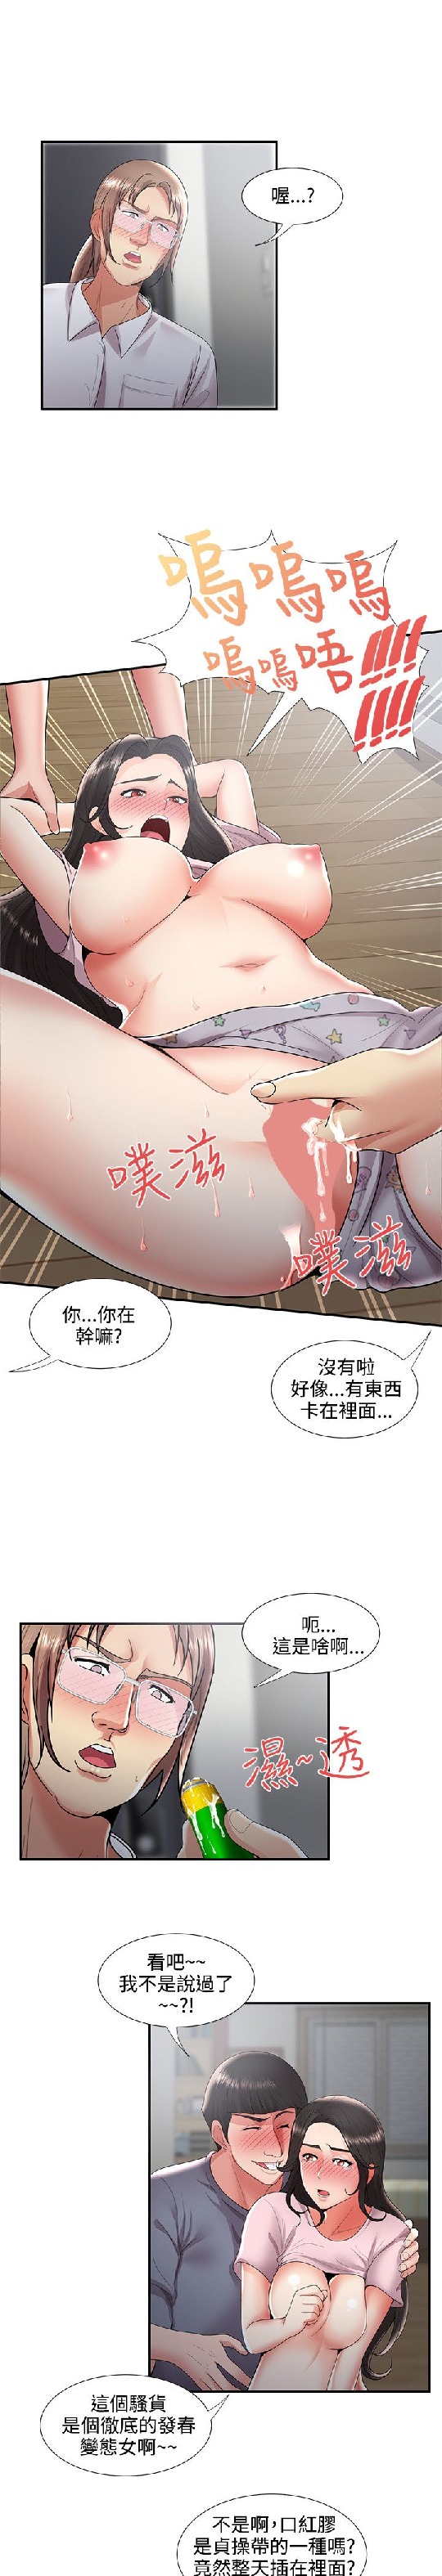 喔...?
嗚嗚嗚
嗚嗚唔!!!!
!!!!
噗滋
噗滋
你...你在
幹嘛?
沒有啦
好像...有東西
卡在裡面...
呃...
這是啥啊...
濕~透
看吧~~
我不是說過了
~~?!
這個騷貨
是個徹底的發春
變態女啊~~
不是啊,口紅膠
是貞操帶的一種嗎?
竟然整天插在裡面?